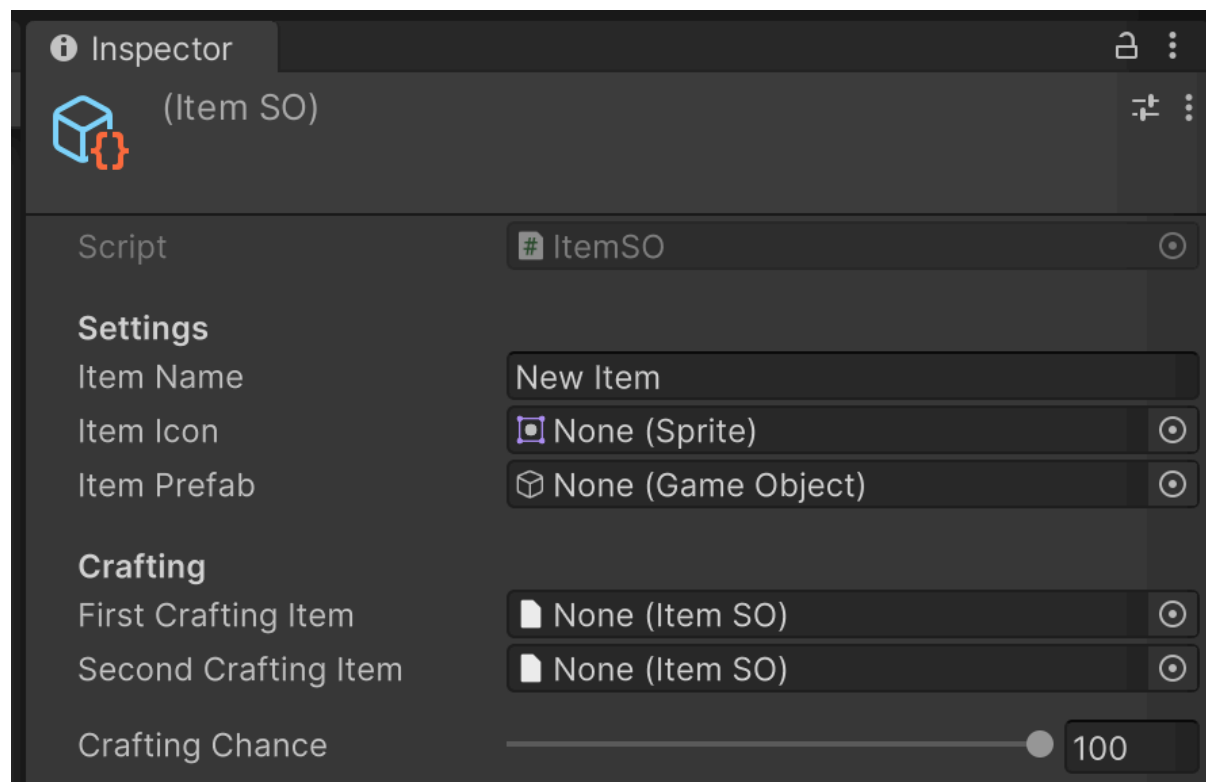 Inspector
(Item SO)
Script # ItemSO
Settings
Item Name New Item
Item Icon None (Sprite)
Item Prefab None (Game Object)
Crafting
First Crafting Item None (Item SO)
Second Crafting Item None (Item SO)
Crafting Chance 100